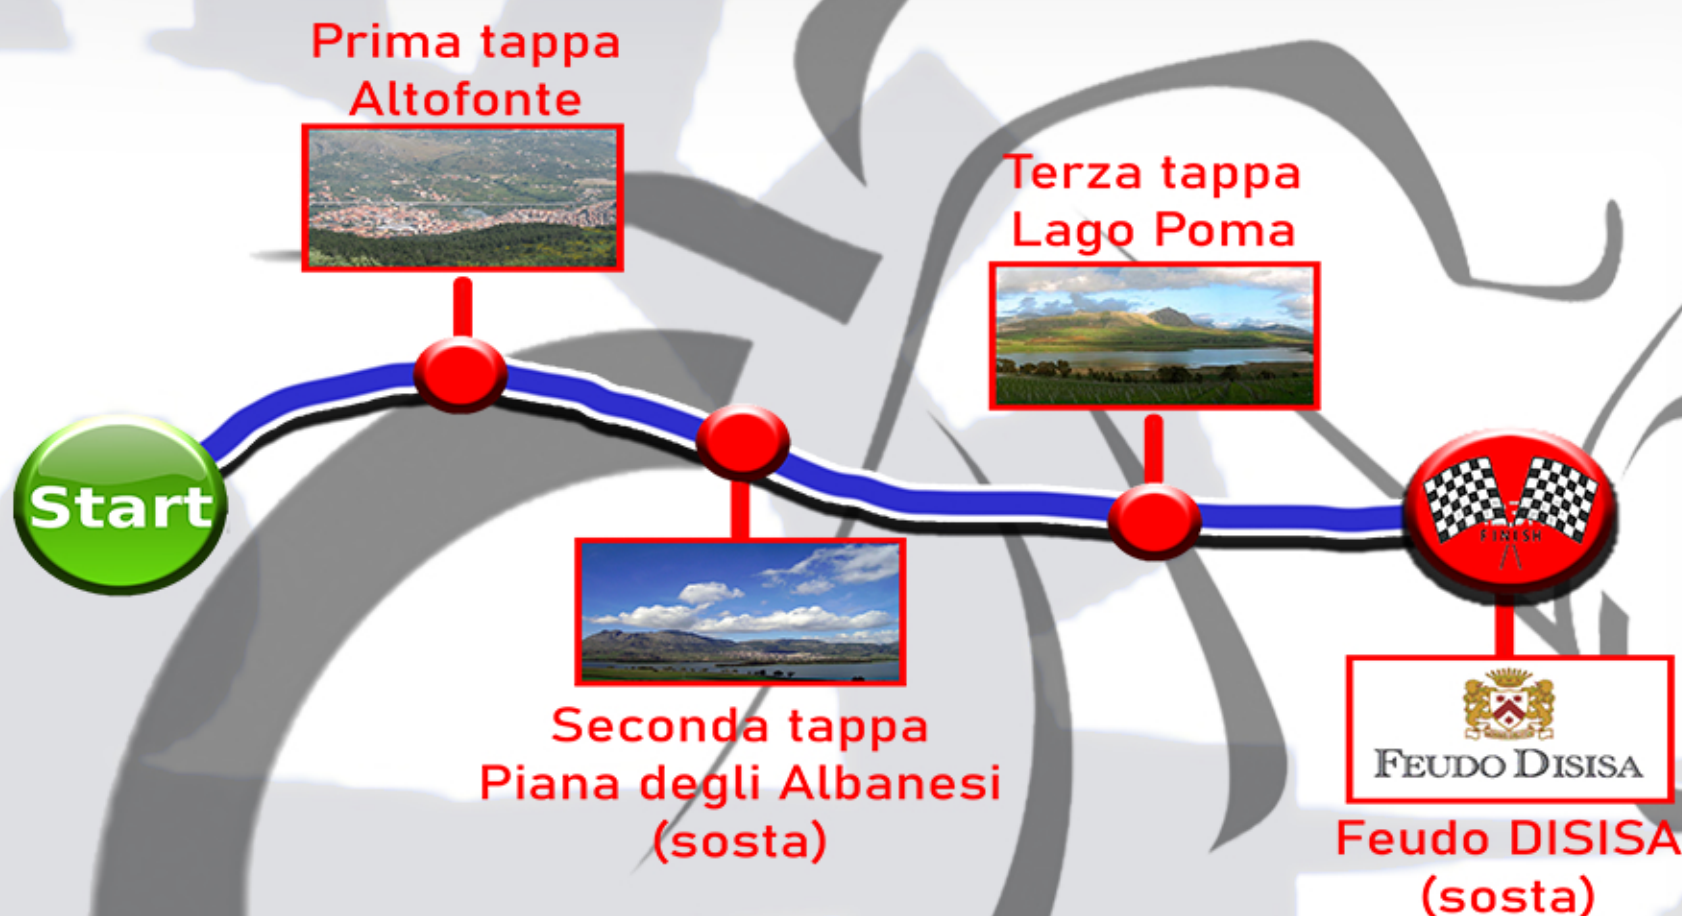 Prima tappa
Altofonte
Terza tappa
Lago Poma
Start
FINISH
Seconda tappa
Piana degli Albanesi
(sosta)
FEUDO DISISA
Feudo DISISA
(sosta)